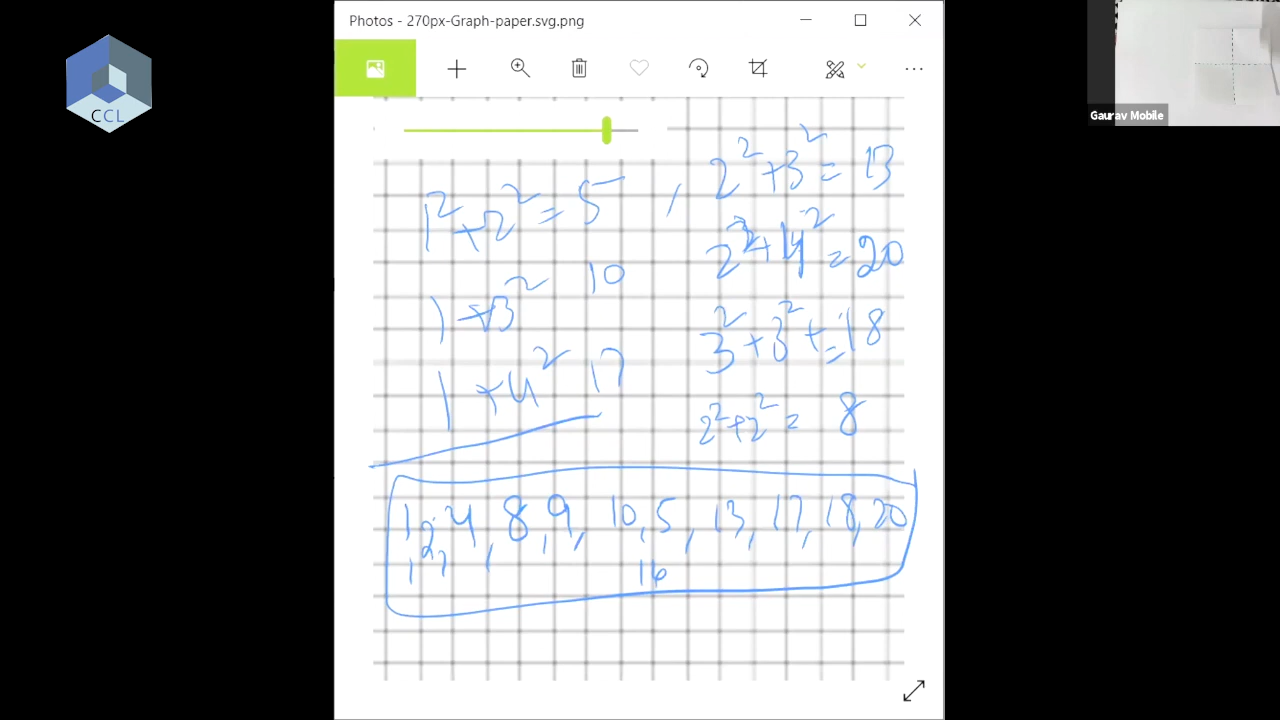 Photos - 270px-Graph-paper.svg.png
CCL
Gaurav Mobile
1² + 2² = 5 ,
1 + 3² 10
1 + 4² 17
2² + 3² = 13
2² + 4² = 20
3² + 3² + = 18
2² + 2² = 8
1, 2, 4, 8, 9, 10, 5, 13, 17, 18, 20
16